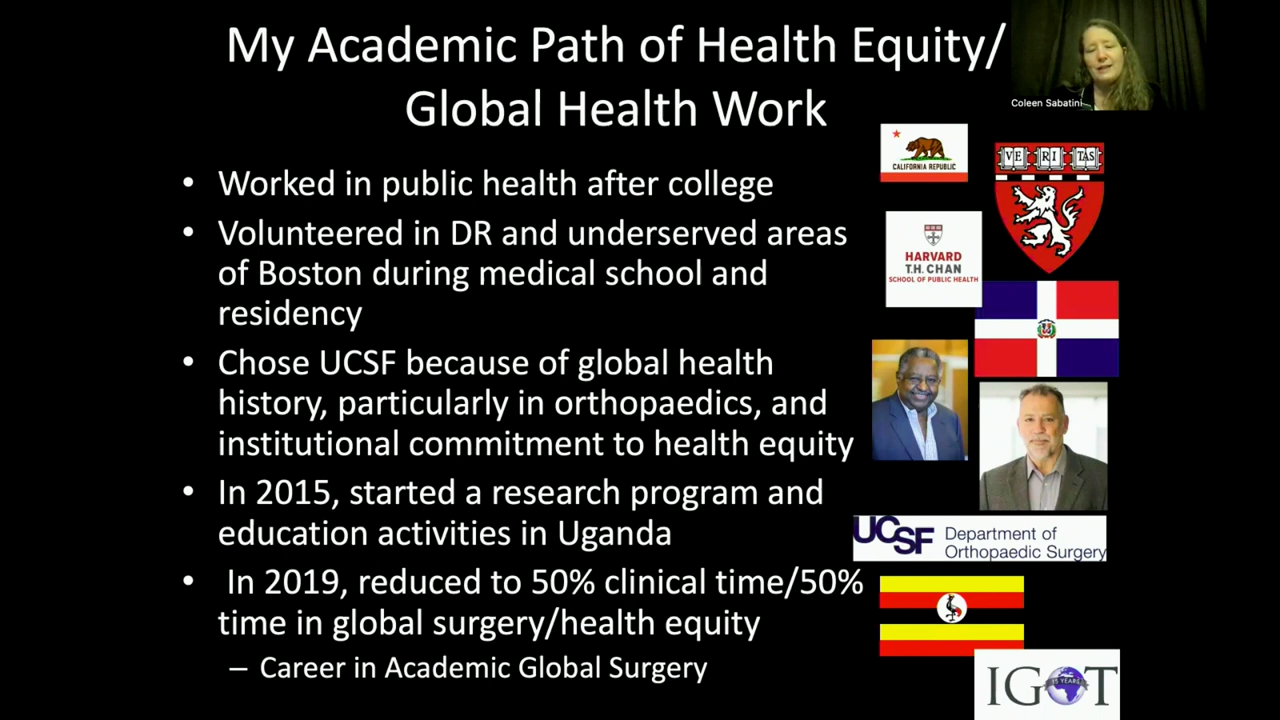 My Academic Path of Health Equity/
Global Health Work
Coleen Sabatini
• Worked in public health after college
• Volunteered in DR and underserved areas
of Boston during medical school and
residency
• Chose UCSF because of global health
history, particularly in orthopaedics, and
institutional commitment to health equity
• In 2015, started a research program and
education activities in Uganda
• In 2019, reduced to 50% clinical time/50%
time in global surgery/health equity
– Career in Academic Global Surgery
CALIFORNIA REPUBLIC
VE RI TAS
HARVARD
T.H. CHAN
SCHOOL OF PUBLIC HEALTH
UCSF Department of
Orthopaedic Surgery
IGOT
15 YEARS